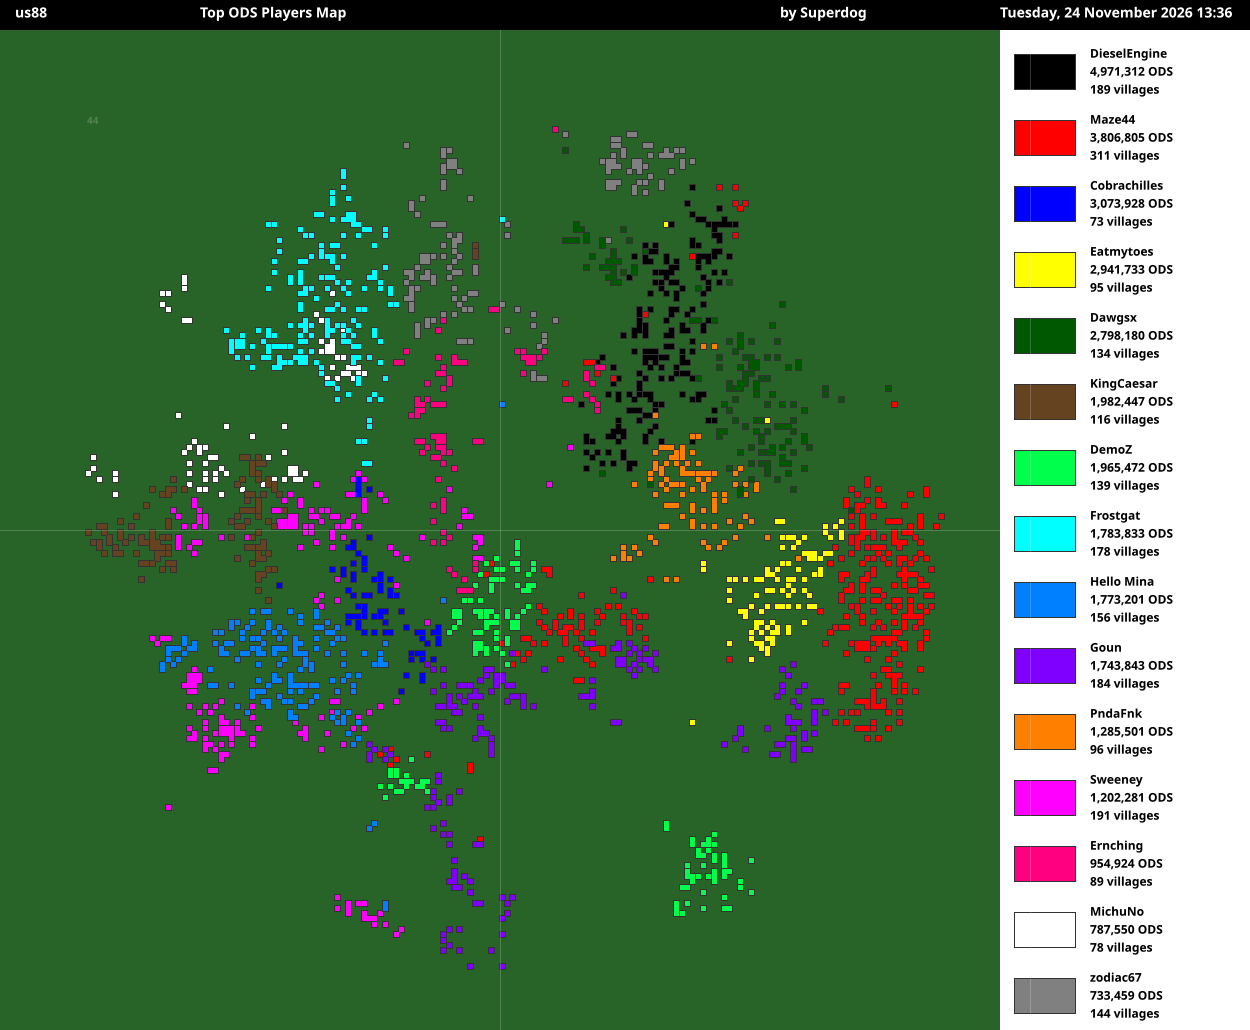 us88 Top ODS Players Map by Superdog Tuesday, 24 November 2026 13:36
44
DieselEngine
4,971,312 ODS
189 villages
Maze44
3,806,805 ODS
311 villages
Cobrachilles
3,073,928 ODS
73 villages
Eatmytoes
2,941,733 ODS
95 villages
Dawgsx
2,798,180 ODS
134 villages
KingCaesar
1,982,447 ODS
116 villages
DemoZ
1,965,472 ODS
139 villages
Frostgat
1,783,833 ODS
178 villages
Hello Mina
1,773,201 ODS
156 villages
Goun
1,743,843 ODS
184 villages
PndaFnk
1,285,501 ODS
96 villages
Sweeney
1,202,281 ODS
191 villages
Ernching
954,924 ODS
89 villages
MichuNo
787,550 ODS
78 villages
zodiac67
733,459 ODS
144 villages